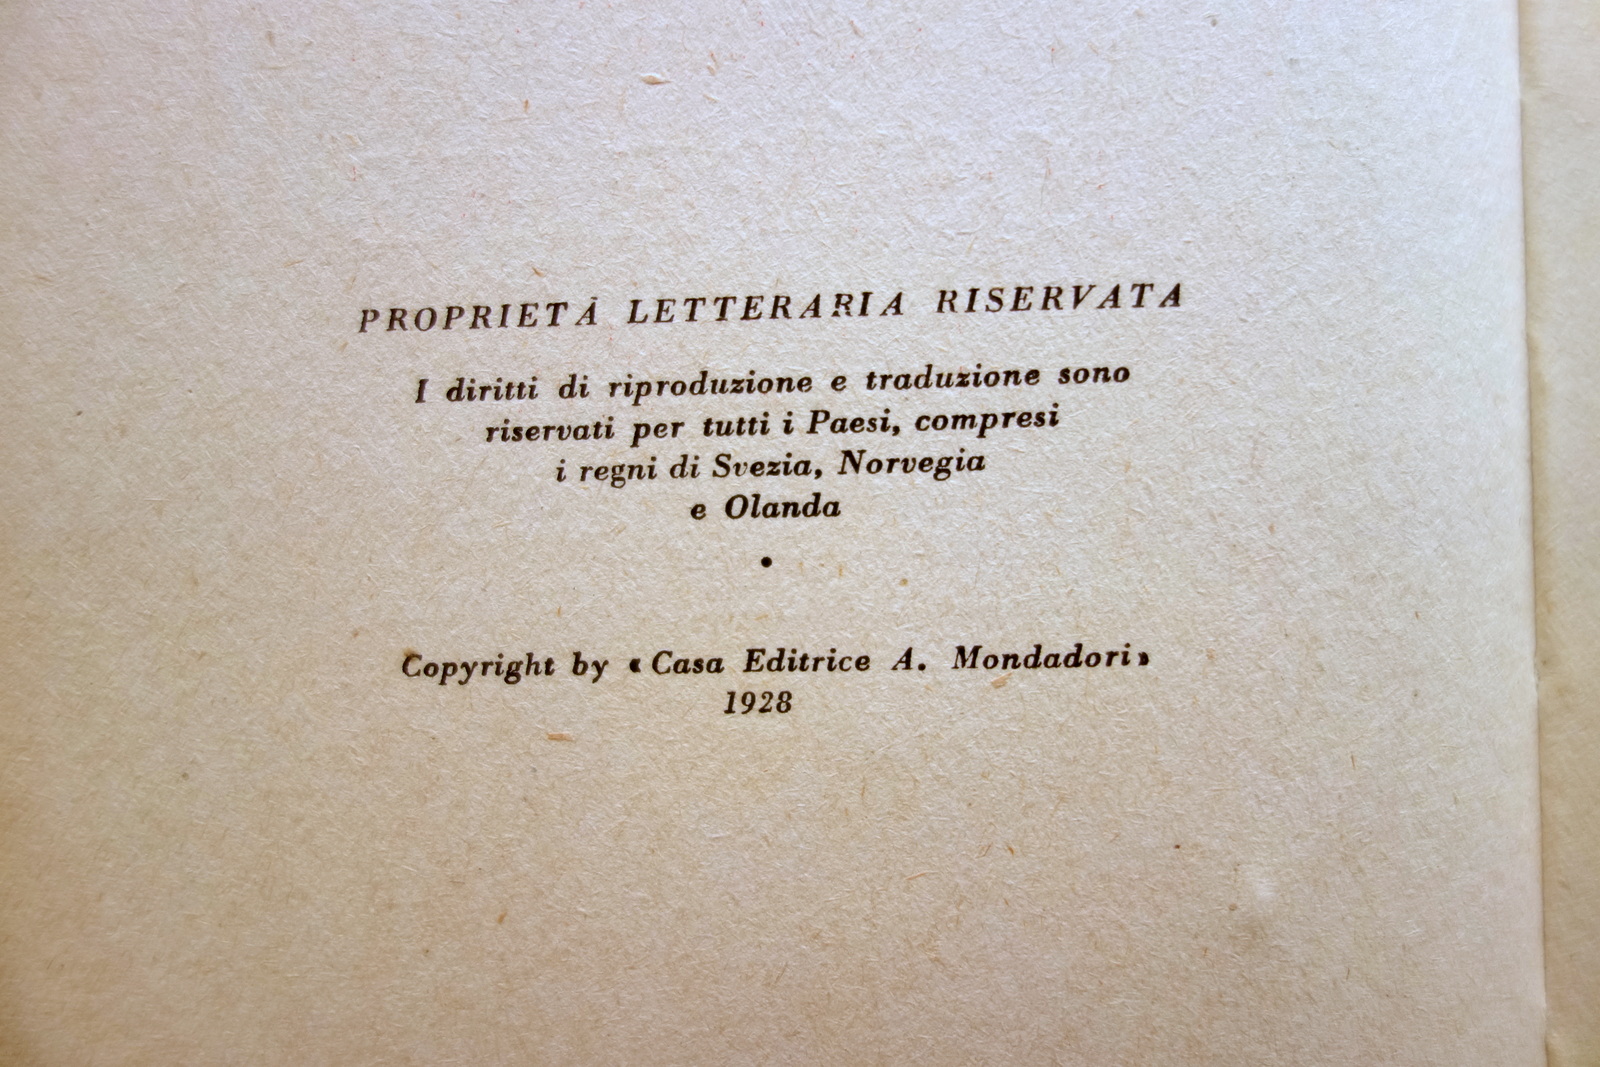 PROPRIETÀ LETTERARIA RISERVATA
I diritti di riproduzione e traduzione sono
riservati per tutti i Paesi, compresi
i regni di Svezia, Norvegia
e Olanda
•
Copyright by « Casa Editrice A. Mondadori»
1928